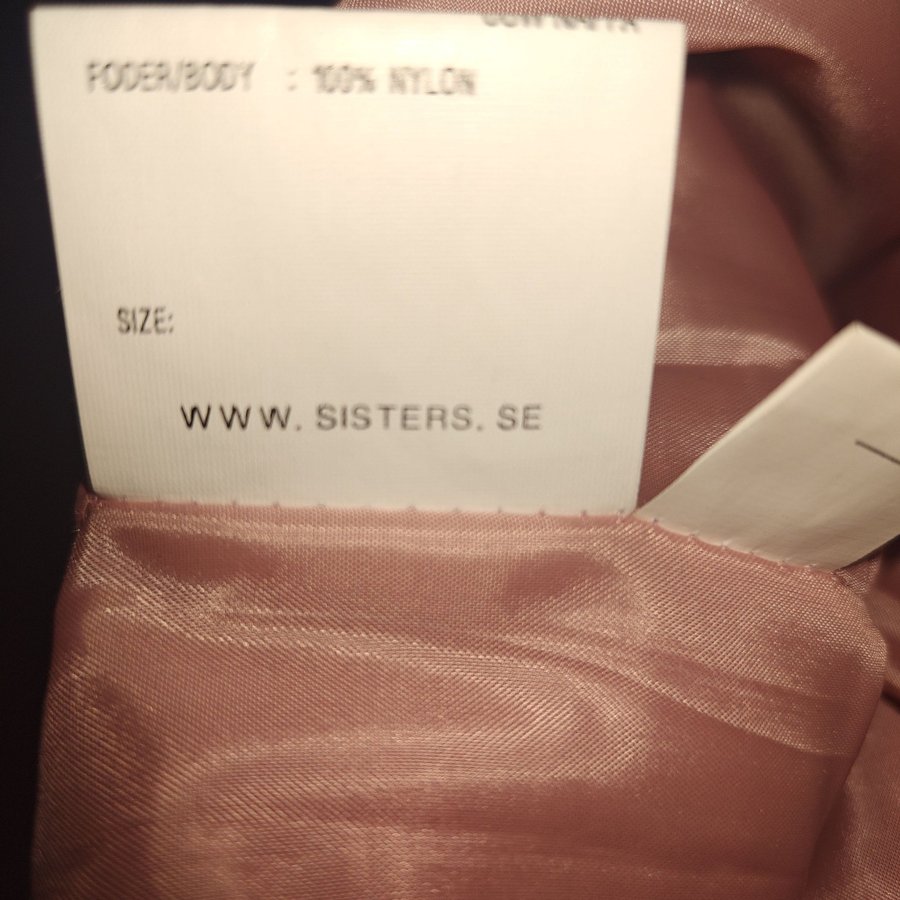 FODER/BODY : 100% NYLON
SIZE:
WWW. SISTERS. SE